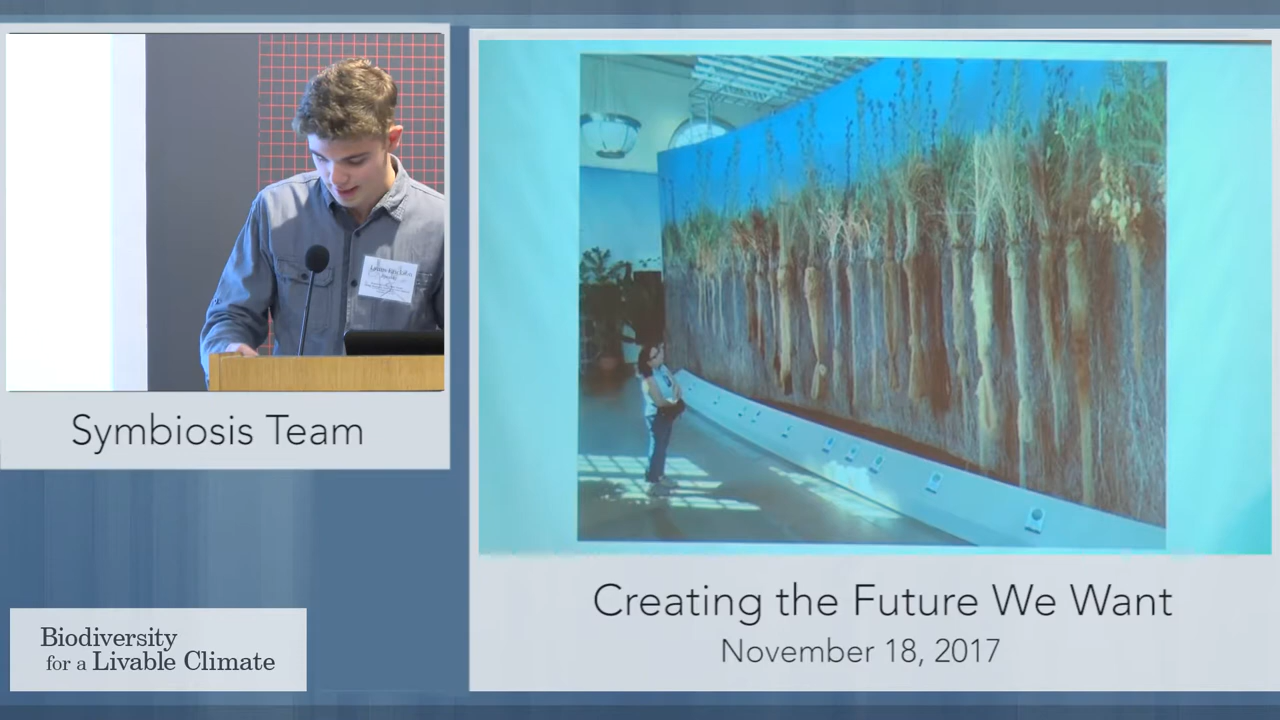 Symbiosis Team
Creating the Future We Want
November 18, 2017
Biodiversity
for a Livable Climate